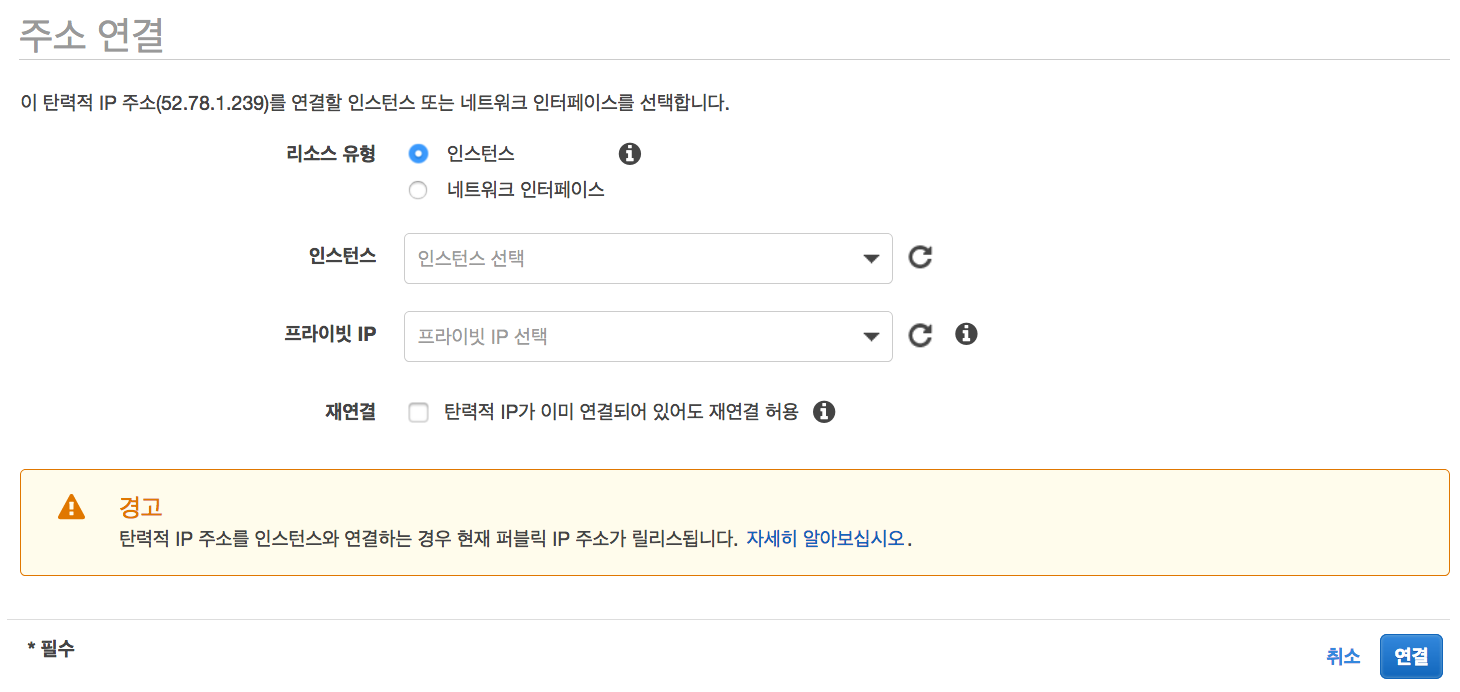 주소 연결
이 탄력적 IP 주소(52.78.1.239)를 연결할 인스턴스 또는 네트워크 인터페이스를 선택합니다.
리소스 유형 인스턴스
네트워크 인터페이스
인스턴스 인스턴스 선택
프라이빗 IP 프라이빗 IP 선택
재연결 탄력적 IP가 이미 연결되어 있어도 재연결 허용
경고
탄력적 IP 주소를 인스턴스와 연결하는 경우 현재 퍼블릭 IP 주소가 릴리스됩니다. 자세히 알아보십시오.
* 필수
취소 연결